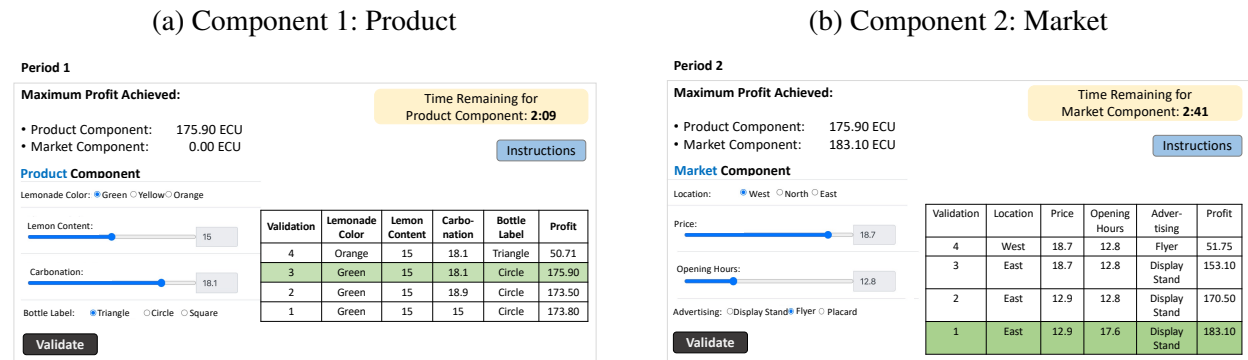 (a) Component 1: Product
Period 1
Maximum Profit Achieved:
• Product Component: 175.90 ECU
• Market Component: 0.00 ECU
Time Remaining for
Product Component: 2:09
Instructions
Product Component
Lemonade Color: Green Yellow Orange
Lemon Content:
15
Carbonation:
18.1
Bottle Label: Triangle Circle Square
Validate
Validation Lemonade Color Lemon Content Carbo-nation Bottle Label Profit
4 Orange 15 18.1 Triangle 50.71
3 Green 15 18.1 Circle 175.90
2 Green 15 18.9 Circle 173.50
1 Green 15 15 Circle 173.80
(b) Component 2: Market
Period 2
Maximum Profit Achieved:
• Product Component: 175.90 ECU
• Market Component: 183.10 ECU
Time Remaining for
Market Component: 2:41
Instructions
Market Component
Location: West North East
Price:
18.7
Opening Hours:
12.8
Advertising: Display Stand Flyer Placard
Validate
Validation Location Price Opening Hours Adver-tising Profit
4 West 18.7 12.8 Flyer 51.75
3 East 18.7 12.8 Display Stand 153.10
2 East 12.9 12.8 Display Stand 170.50
1 East 12.9 17.6 Display Stand 183.10